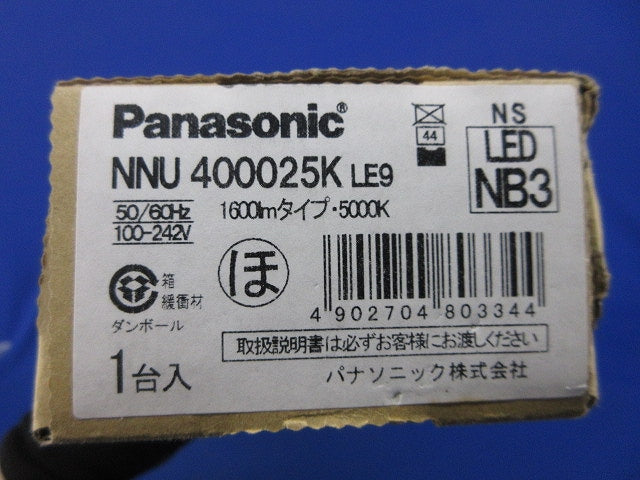 Panasonic®
NNU 400025K LE9
50/60Hz
100-242V
1600lmタイプ・5000K
44
NS
LED
NB3
箱
緩衝材
ダンボール
ほ
4 902704 803344
取扱説明書は必ずお客様にお渡しください
1台入
パナソニック株式会社